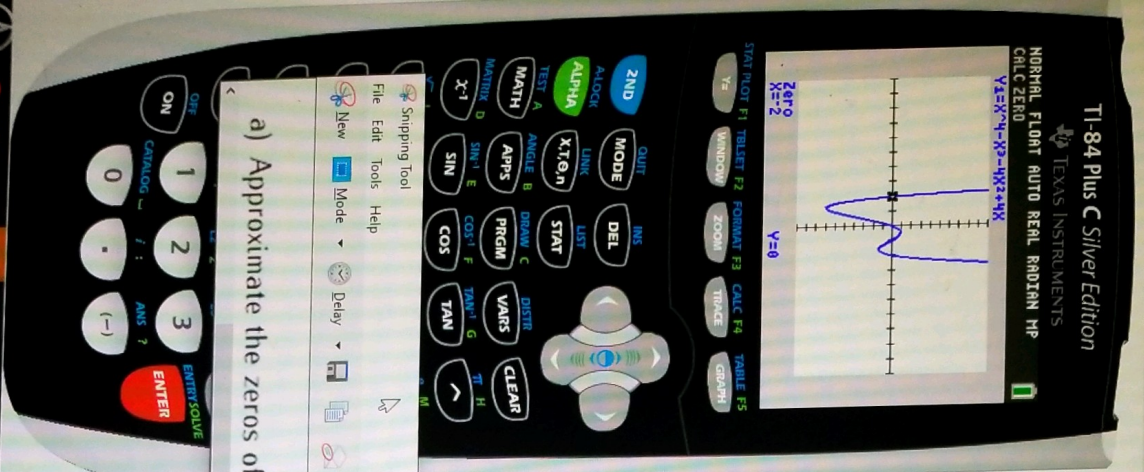 TI-84 Plus C Silver Edition
TEXAS INSTRUMENTS
NORMAL FLOAT AUTO REAL RADIAN MP
CALC ZERO
Y1=X^4-X^3-4X2+4X
Zero
X=-2 Y=0
STAT PLOT F1 TBLSET F2 FORMAT F3 CALC F4 TABLE F5
Y= WINDOW ZOOM TRACE GRAPH
QUIT INS
2ND MODE DEL
A-LOCK LINK LIST
ALPHA X,T,θ,n STAT
TEST A ANGLE B DRAW C DISTR
MATH APPS PRGM VARS CLEAR
MATRIX D SIN-1 E COS-1 F TAN-1 G π H
X-1 SIN COS TAN ^
Snipping Tool
File Edit Tools Help
New Mode Delay
a) Approximate the zeros of
<
1 2 3
OFF CATALOG : ANS ? ENTRY SOLVE
ON 0 . (-) ENTER